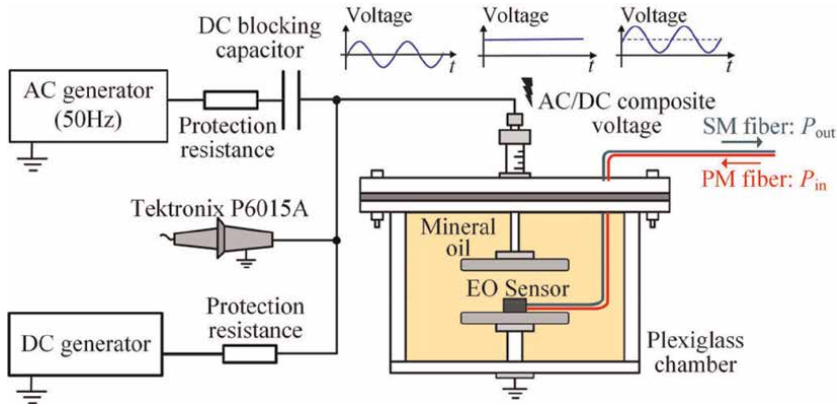 DC blocking
capacitor
Voltage
t
Voltage
t
Voltage
t
AC generator
(50Hz)
Protection
resistance
AC/DC composite
voltage
SM fiber: Pout
PM fiber: Pin
Tektronix P6015A
Mineral
oil
EO Sensor
DC generator
Protection
resistance
Plexiglass
chamber